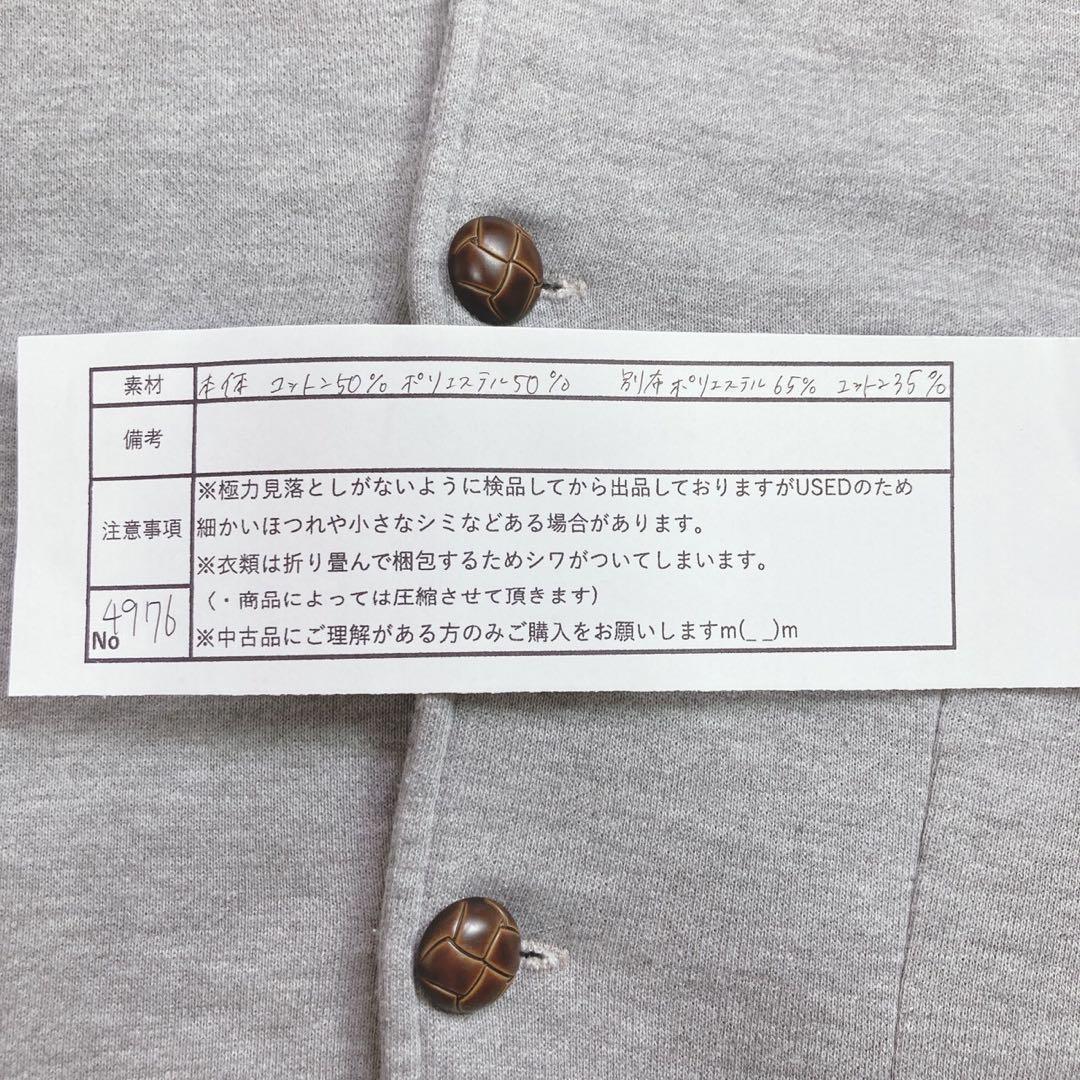 素材 本体 コットン50% ポリエステル50% 別布 ポリエステル65% コットン35%
備考
注意事項
※極力見落としがないように検品してから出品しておりますがUSEDのため
細かいほつれや小さなシミなどある場合があります。
※衣類は折り畳んで梱包するためシワがついてしまいます。
(・商品によっては圧縮させて頂きます)
※中古品にご理解がある方のみご購入をお願いしますm(_ _)m
No 4976